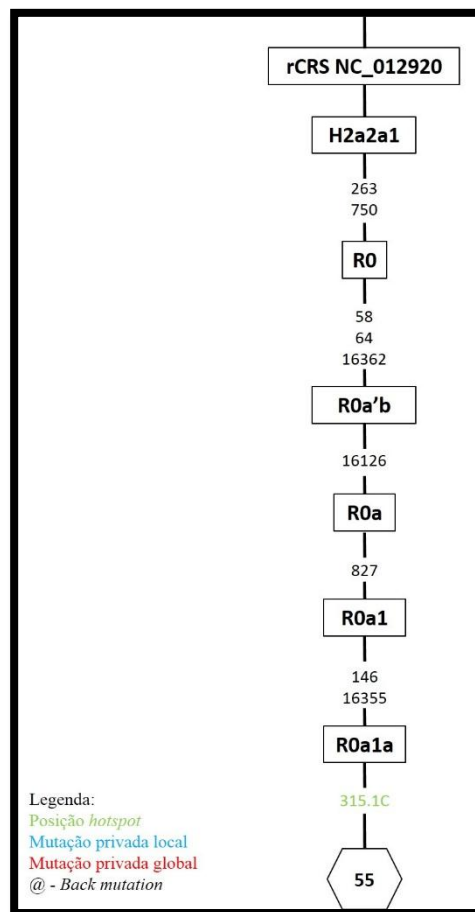 rCRS NC_012920
H2a2a1
263
750
R0
58
64
16362
R0a'b
16126
R0a
827
R0a1
146
16355
R0a1a
315.1C
55
Legenda:
Posição hotspot
Mutação privada local
Mutação privada global
@ - Back mutation